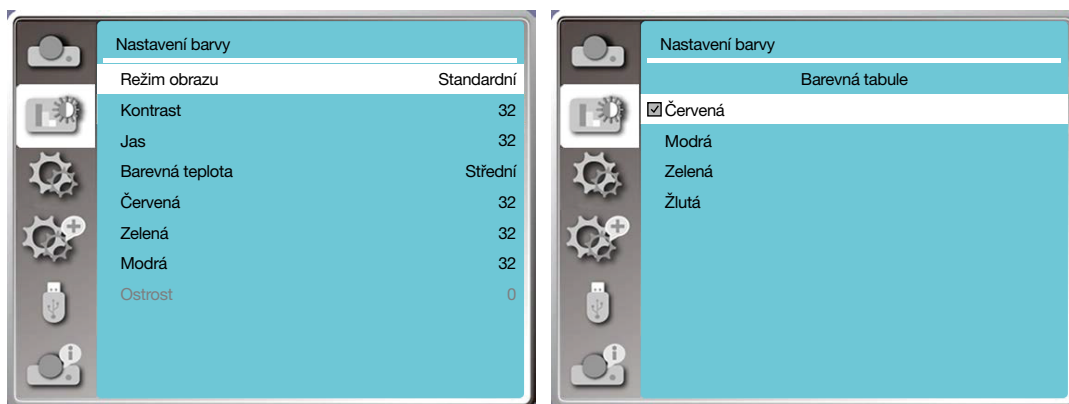 Nastavení barvy
Režim obrazu Standardní
Kontrast 32
Jas 32
Barevná teplota Střední
Červená 32
Zelená 32
Modrá 32
Ostrost 0
Nastavení barvy
Barevná tabule
Červená
Modrá
Zelená
Žlutá